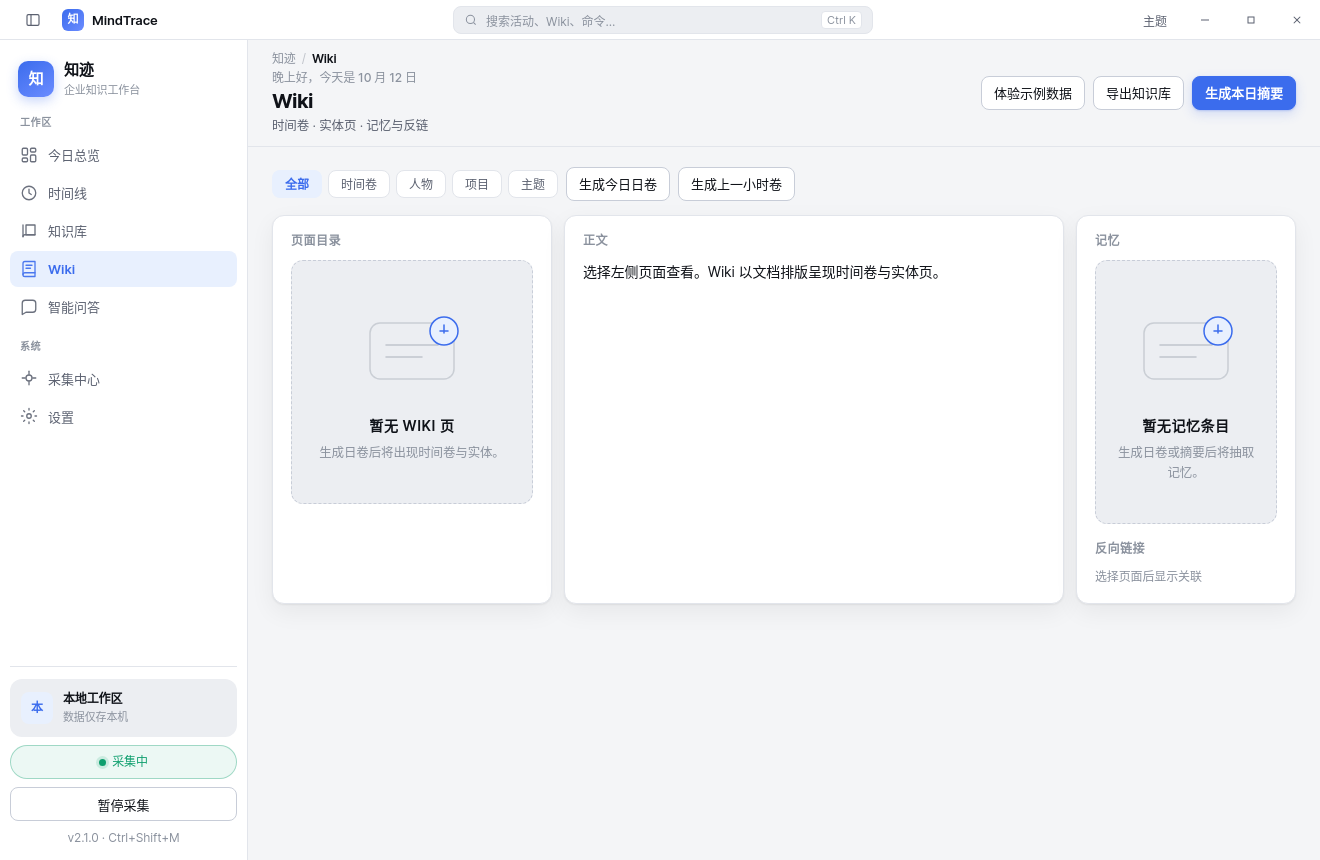 知 MindTrace
搜索活动、Wiki、命令... Ctrl K
主题
知 知迹
企业知识工作台
工作区
今日总览
时间线
知识库
Wiki
智能问答
系统
采集中心
设置
本 本地工作区
数据仅存本机
采集中
暂停采集
v2.1.0 · Ctrl+Shift+M
知迹 / Wiki
晚上好，今天是 10 月 12 日
Wiki
时间卷 · 实体页 · 记忆与反链
体验示例数据 导出知识库 生成本日摘要
全部 时间卷 人物 项目 主题 生成今日日卷 生成上一小时卷
页面目录
暂无 WIKI 页
生成日卷后将出现时间卷与实体。
正文
选择左侧页面查看。Wiki 以文档排版呈现时间卷与实体页。
记忆
暂无记忆条目
生成日卷或摘要后将抽取
记忆。
反向链接
选择页面后显示关联